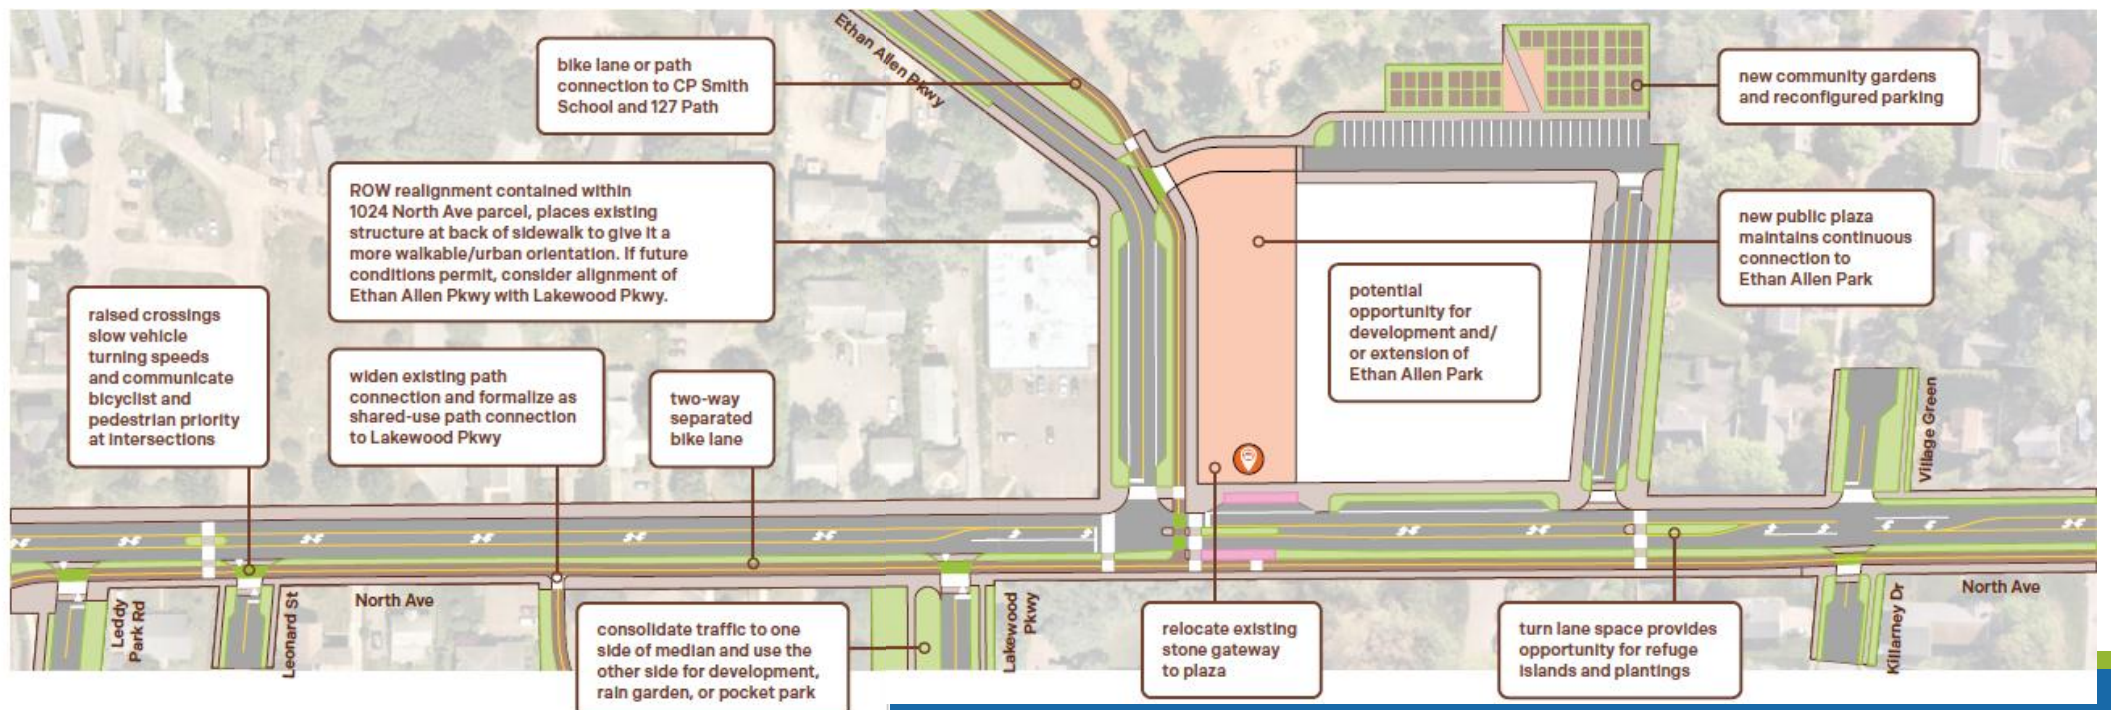 Ethan Allen Pkwy
bike lane or path
connection to CP Smith
School and 127 Path
new community gardens
and reconfigured parking
ROW realignment contained within
1024 North Ave parcel, places existing
structure at back of sidewalk to give it a
more walkable/urban orientation. If future
conditions permit, consider alignment of
Ethan Allen Pkwy with Lakewood Pkwy.
new public plaza
maintains continuous
connection to
Ethan Allen Park
potential
opportunity for
development and/
or extension of
Ethan Allen Park
raised crossings
slow vehicle
turning speeds
and communicate
bicyclist and
pedestrian priority
at intersections
widen existing path
connection and formalize as
shared-use path connection
to Lakewood Pkwy
two-way
separated
bike lane
Village Green
Leddy
Park Rd
Leonard St
North Ave
consolidate traffic to one
side of median and use the
other side for development,
rain garden, or pocket park
Lakewood
Pkwy
relocate existing
stone gateway
to plaza
turn lane space provides
opportunity for refuge
islands and plantings
Killarney Dr
North Ave